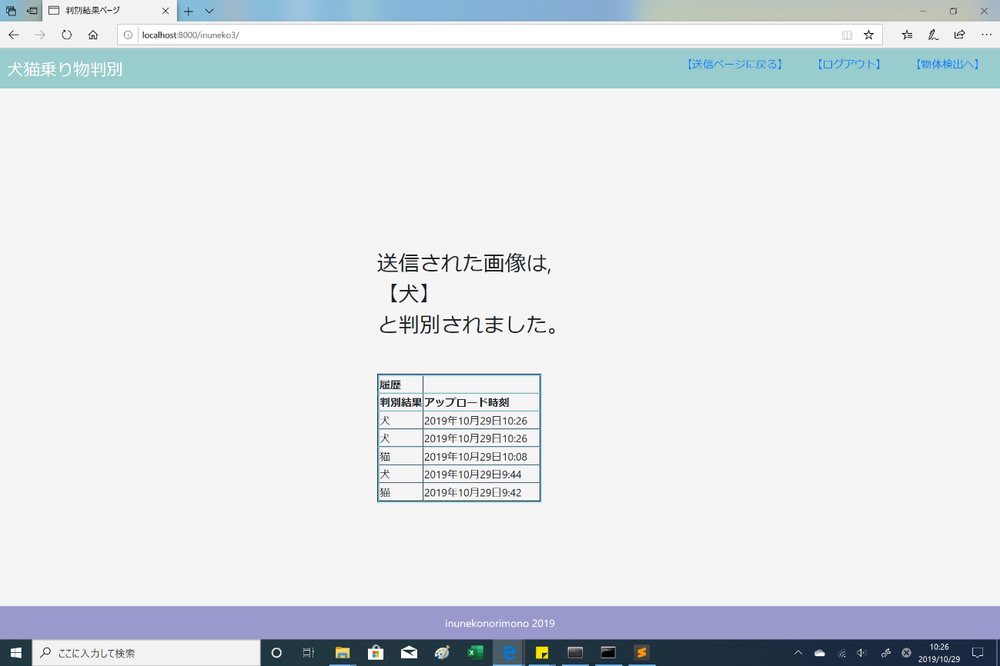 判別結果ページ
localhost:8000/inuneko3/
犬猫乗り物判別
【送信ページに戻る】 【ログアウト】 【物体検出へ】
送信された画像は,
【犬】
と判別されました。
履歴
判別結果 アップロード時刻
犬 2019年10月29日10:26
犬 2019年10月29日10:26
猫 2019年10月29日10:08
犬 2019年10月29日9:44
猫 2019年10月29日9:42
inunekonorimono 2019
ここに入力して検索
10:26
2019/10/29